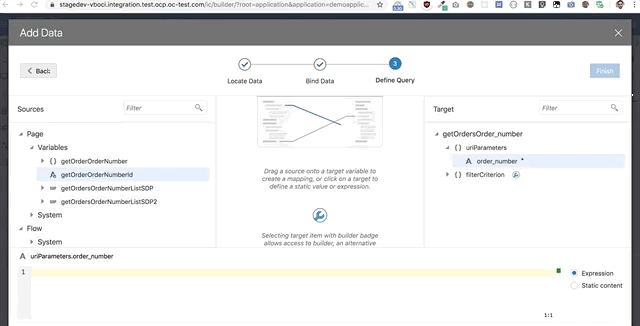 stagedev-vboci.integration.test.ocp.oc-test.com/ic/builder/?root=application&application=demoapplic...
Add Data
Back
3
Locate Data
Bind Data
Define Query
Finish
Sources
Filter
Page
Variables
{ } getOrderOrderNumber
A getOrderOrderNumberId
SDP getOrdersOrderNumberListSDP
SDP getOrdersOrderNumberListSDP2
System
Flow
System
Drag a source onto a target variable to
create a mapping, or click on a target to
define a static value or expression.
Selecting target item with builder badge
allows access to builder, an alternative
Target
Filter
getOrdersOrder_number
{ } uriParameters
A order_number *
{ } filterCriterion
A uriParameters.order_number
1
Expression
Static content
1:1